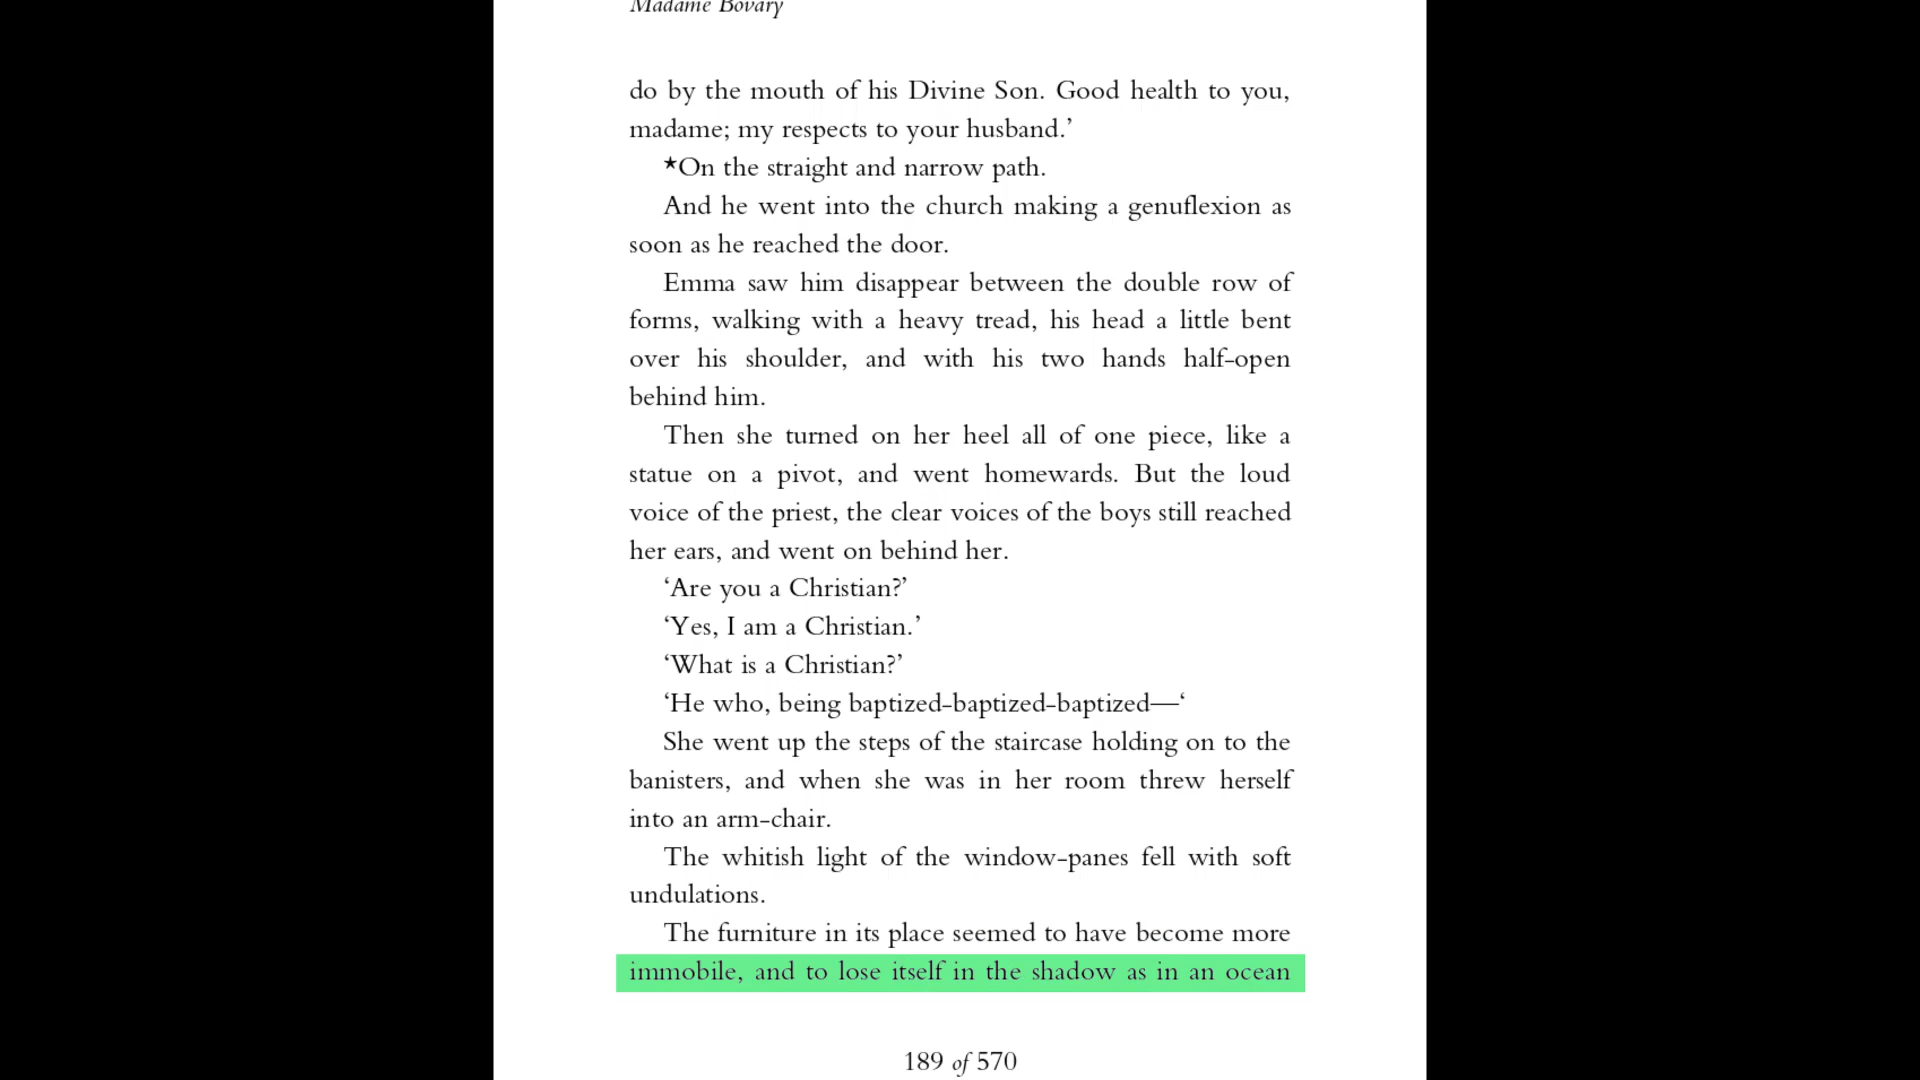 Madame Bovary
do by the mouth of his Divine Son. Good health to you,
madame; my respects to your husband.’
*On the straight and narrow path.
And he went into the church making a genuflexion as
soon as he reached the door.
Emma saw him disappear between the double row of
forms, walking with a heavy tread, his head a little bent
over his shoulder, and with his two hands half-open
behind him.
Then she turned on her heel all of one piece, like a
statue on a pivot, and went homewards. But the loud
voice of the priest, the clear voices of the boys still reached
her ears, and went on behind her.
‘Are you a Christian?’
‘Yes, I am a Christian.’
‘What is a Christian?’
‘He who, being baptized-baptized-baptized—‘
She went up the steps of the staircase holding on to the
banisters, and when she was in her room threw herself
into an arm-chair.
The whitish light of the window-panes fell with soft
undulations.
The furniture in its place seemed to have become more
immobile, and to lose itself in the shadow as in an ocean
189 of 570